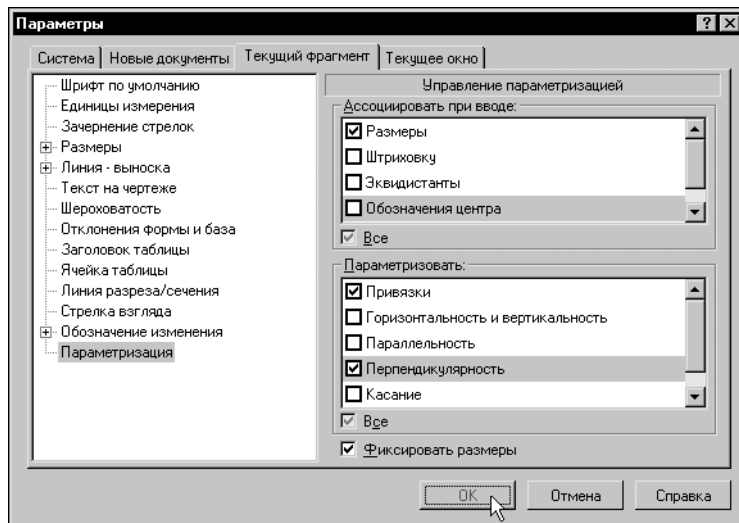 Параметры
Система
Новые документы
Текущий фрагмент
Текущее окно
Шрифт по умолчанию
Единицы измерения
Зачернение стрелок
Размеры
Линия - выноска
Текст на чертеже
Шероховатость
Отклонения формы и база
Заголовок таблицы
Ячейка таблицы
Линия разреза/сечения
Стрелка взгляда
Обозначение изменения
Параметризация
Управление параметризацией
Ассоциировать при вводе:
Размеры
Штриховку
Эквидистанты
Обозначения центра
Все
Параметризовать:
Привязки
Горизонтальность и вертикальность
Параллельность
Перпендикулярность
Касание
Все
Фиксировать размеры
OK
Отмена
Справка